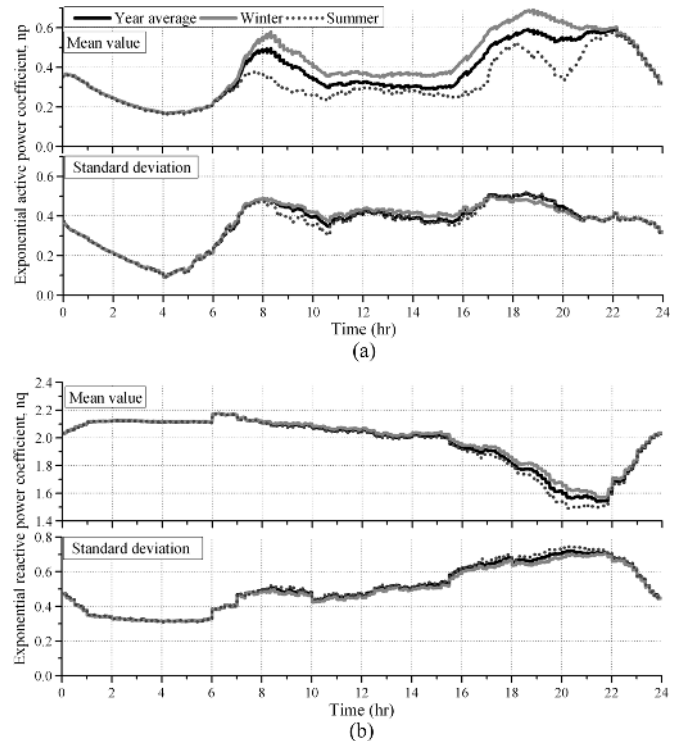 Year average Winter Summer
Mean value
0.6
0.4
0.2
0.0
Standard deviation
0.6
0.4
0.2
0.0
Exponential active power coefficient, np
0 2 4 6 8 10 12 14 16 18 20 22 24
Time (hr)
(a)
2.4
Mean value
2.2
2.0
1.8
1.6
1.4
0.8
Standard deviation
0.6
0.4
0.2
0.0
Exponential reactive power coefficient, nq
0 2 4 6 8 10 12 14 16 18 20 22 24
Time (hr)
(b)